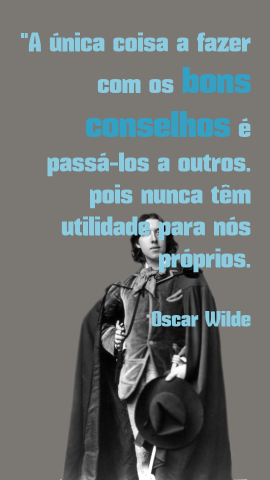 "A única coisa a fazer
com os bons
conselhos é
passá-los a outros.
pois nunca têm
utilidade para nós
próprios.
Oscar Wilde